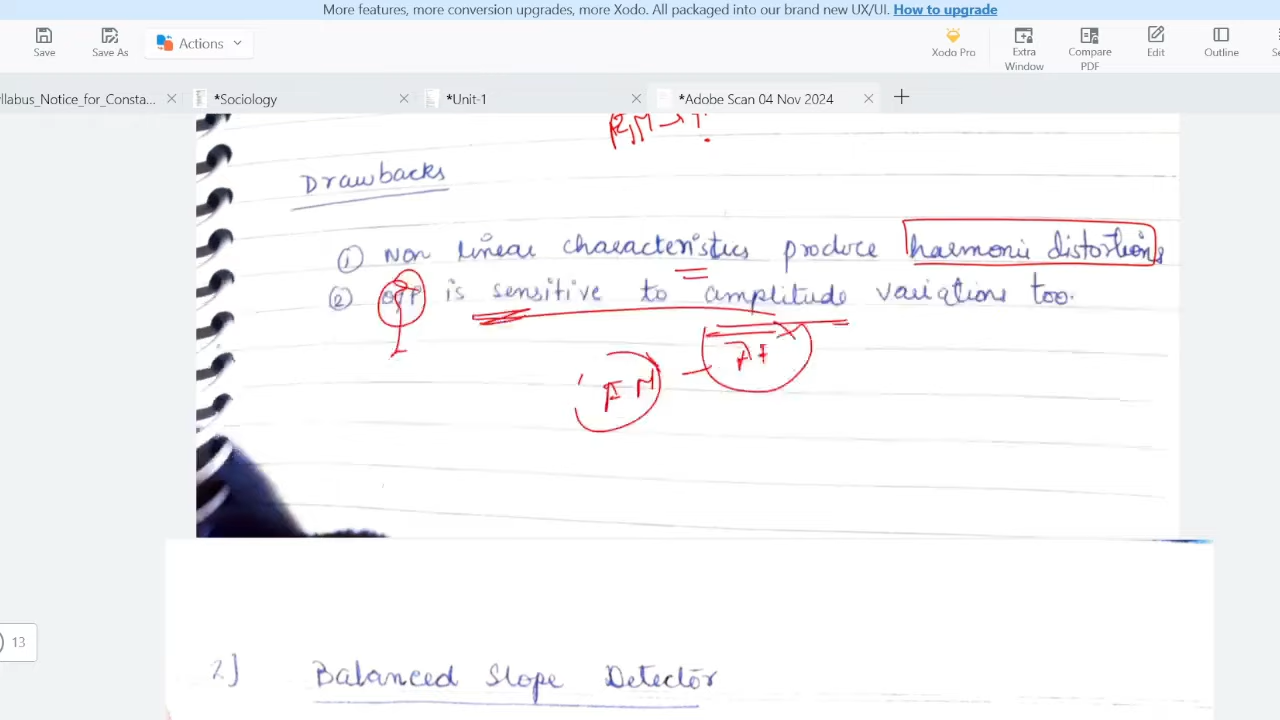 More features, more conversion upgrades, more Xodo. All packaged into our brand new UX/UI. How to upgrade
Save
Save As
Actions
Xodo Pro
Extra Window
Compare PDF
Edit
Outline
llabus_Notice_for_Consta...
*Sociology
*Unit-1
*Adobe Scan 04 Nov 2024
Drawbacks
① Non linear characteristics produce harmonic distortions
② O/P is sensitive to amplitude variations too.
FM
13
2] Balanced Slope Detector